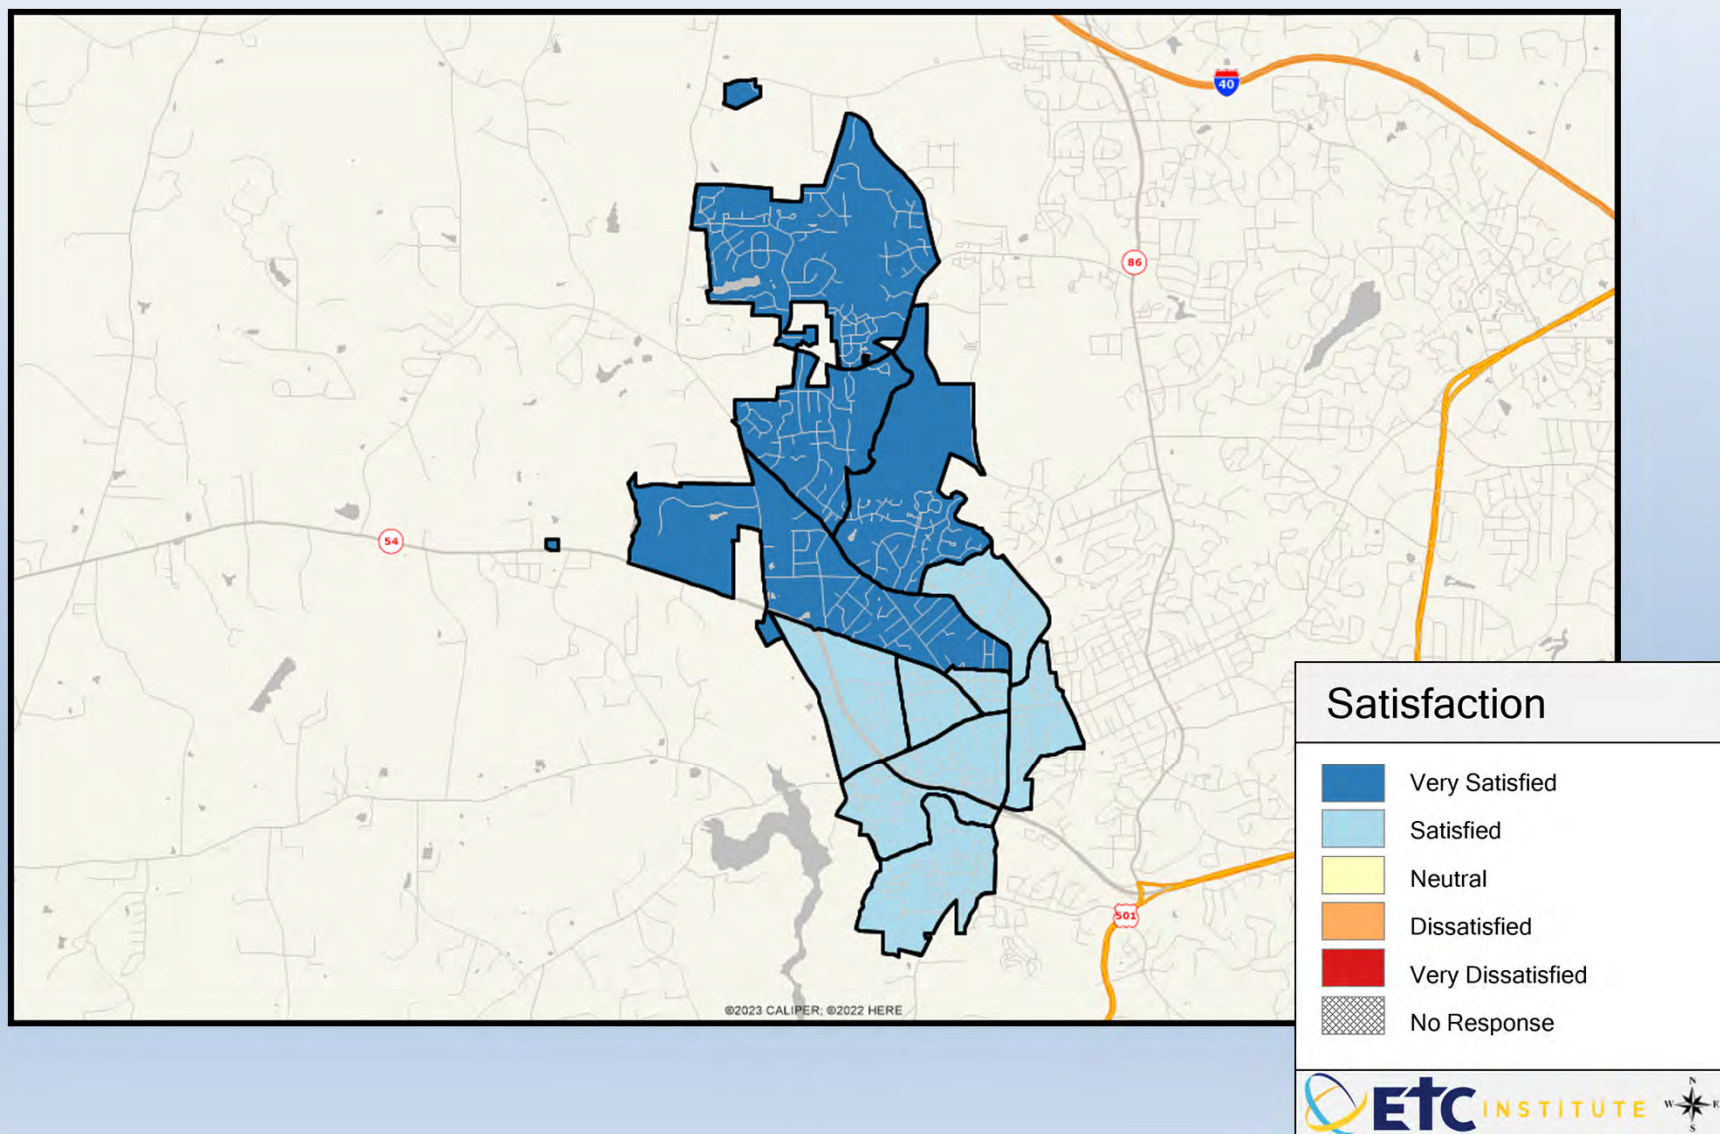 40
86
54
501
©2023 CALIPER; ©2022 HERE
Satisfaction
Very Satisfied
Satisfied
Neutral
Dissatisfied
Very Dissatisfied
No Response
ETC INSTITUTE
N
W E
S